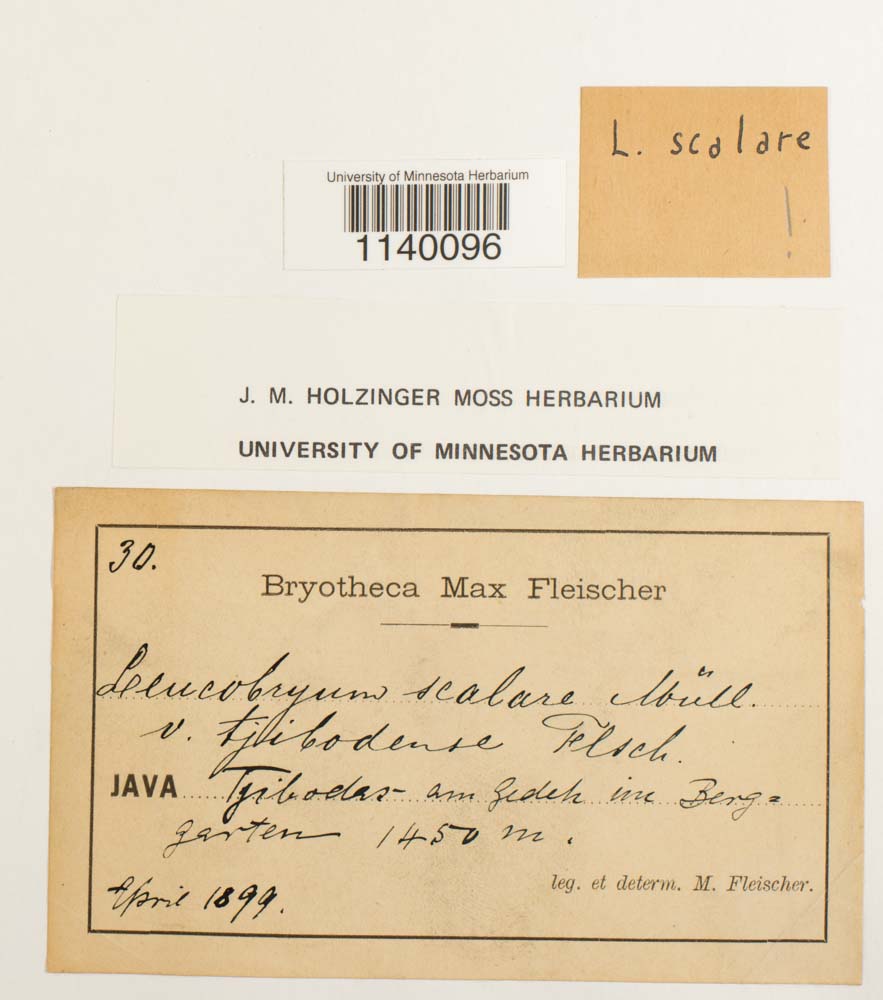 L. scalare
!
University of Minnesota Herbarium
1140096
J. M. HOLZINGER MOSS HERBARIUM
UNIVERSITY OF MINNESOTA HERBARIUM
30.
Bryotheca Max Fleischer
Leucobryum scalare Müll.
v. tjibodense Flsch.
JAVA Tjibodas am Gedeh im Berg=
garten 1450 m.
leg. et determ. M. Fleischer.
April 1899.